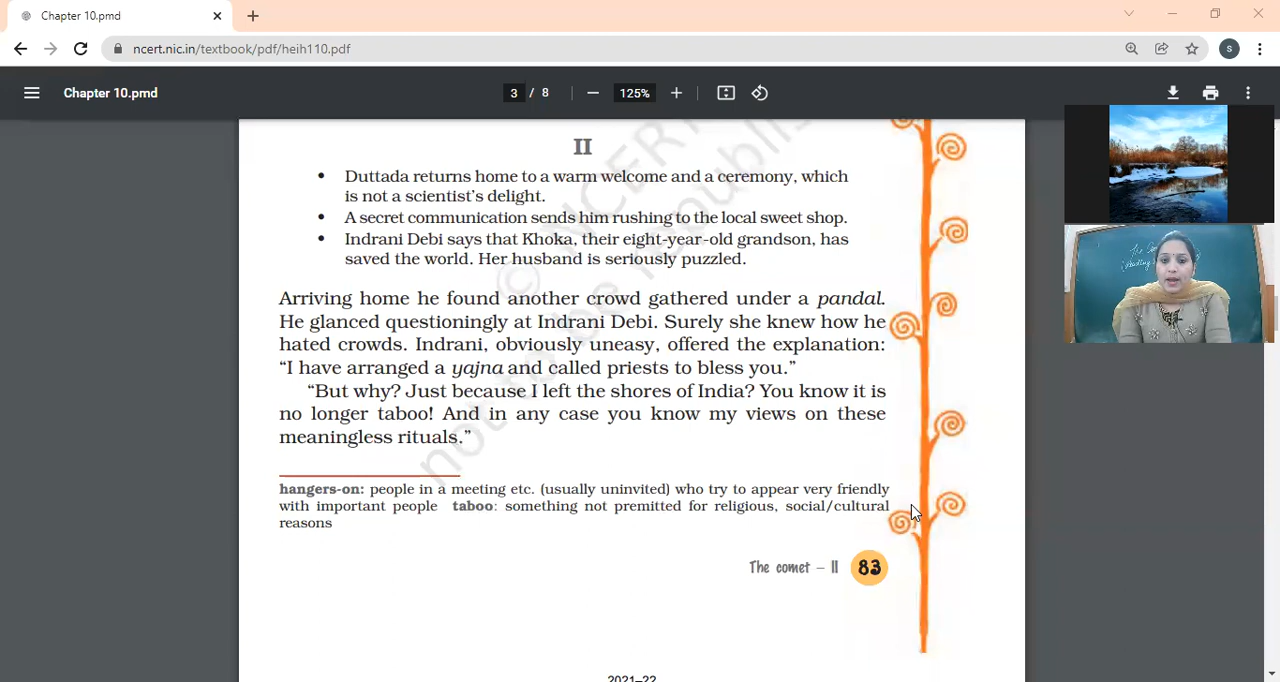 Chapter 10.pmd
ncert.nic.in/textbook/pdf/heih110.pdf
S
Chapter 10.pmd
3 / 8
125%
II
• Duttada returns home to a warm welcome and a ceremony, which
is not a scientist's delight.
• A secret communication sends him rushing to the local sweet shop.
• Indrani Debi says that Khoka, their eight-year-old grandson, has
saved the world. Her husband is seriously puzzled.
Arriving home he found another crowd gathered under a pandal.
He glanced questioningly at Indrani Debi. Surely she knew how he
hated crowds. Indrani, obviously uneasy, offered the explanation:
“I have arranged a yajna and called priests to bless you.”
“But why? Just because I left the shores of India? You know it is
no longer taboo! And in any case you know my views on these
meaningless rituals.”
hangers-on: people in a meeting etc. (usually uninvited) who try to appear very friendly
with important people taboo: something not premitted for religious, social/cultural
reasons
The comet – II 83
2021–22
© NCERT
not to be republis